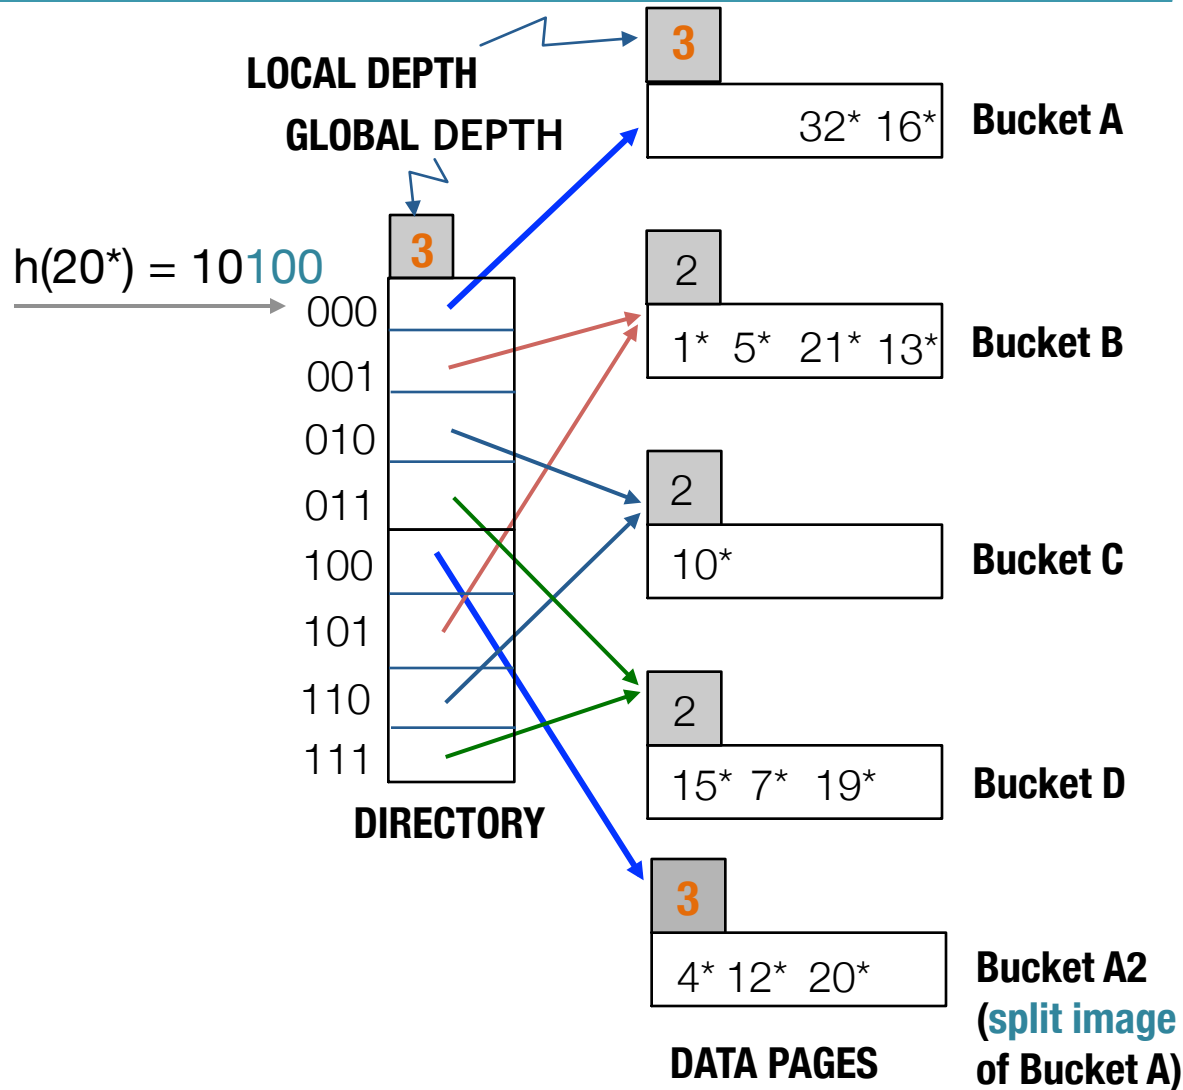 LOCAL DEPTH
GLOBAL DEPTH
3
32* 16*
Bucket A
h(20*) = 10100
3
000
001
010
011
100
101
110
111
DIRECTORY
2
1* 5* 21* 13*
Bucket B
2
10*
Bucket C
2
15* 7* 19*
Bucket D
3
4* 12* 20*
Bucket A2
(split image
of Bucket A)
DATA PAGES